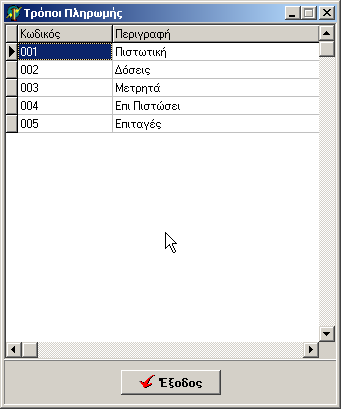 Τρόποι Πληρωμής
Κωδικός Περιγραφή
001 Πιστωτική
002 Δόσεις
003 Μετρητά
004 Επι Πιστώσει
005 Επιταγές
Έξοδος